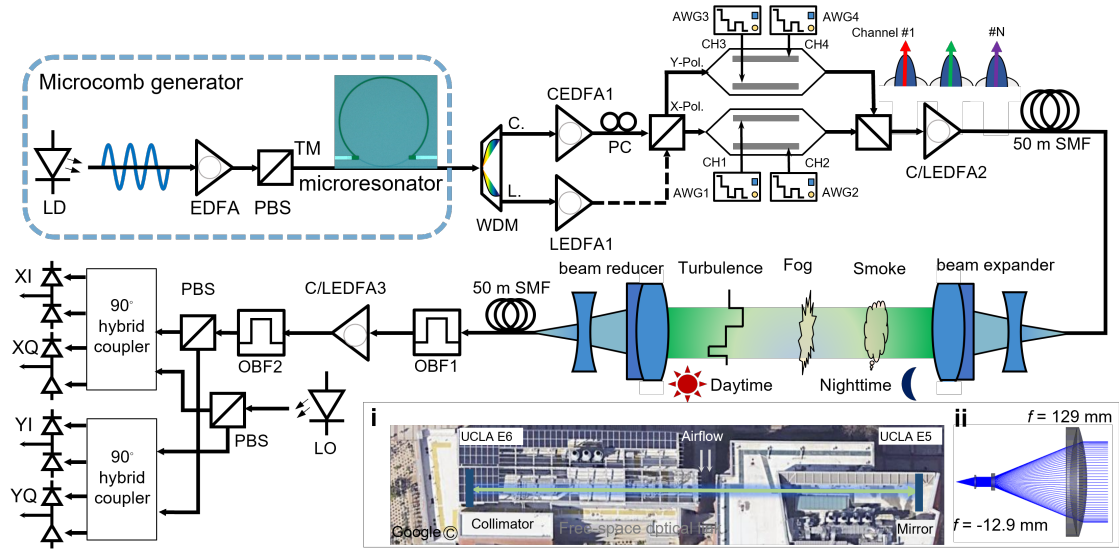 AWG3
AWG4
CH3
CH4
Channel #1
#N
Microcomb generator
Y-Pol.
X-Pol.
CEDFA1
C.
PC
TM
microresonator
LD
EDFA
PBS
WDM
L.
LEDFA1
CH1
CH2
AWG1
AWG2
C/LEDFA2
50 m SMF
XI
90°
hybrid
coupler
XQ
PBS
C/LEDFA3
50 m SMF
OBF2
OBF1
beam reducer
Turbulence
Fog
Smoke
beam expander
Daytime
Nighttime
YI
90°
hybrid
coupler
YQ
PBS
LO
i
UCLA E6
Airflow
UCLA E5
Google ©
Collimator
Free-space optical link
Mirror
ii
f = 129 mm
f = -12.9 mm